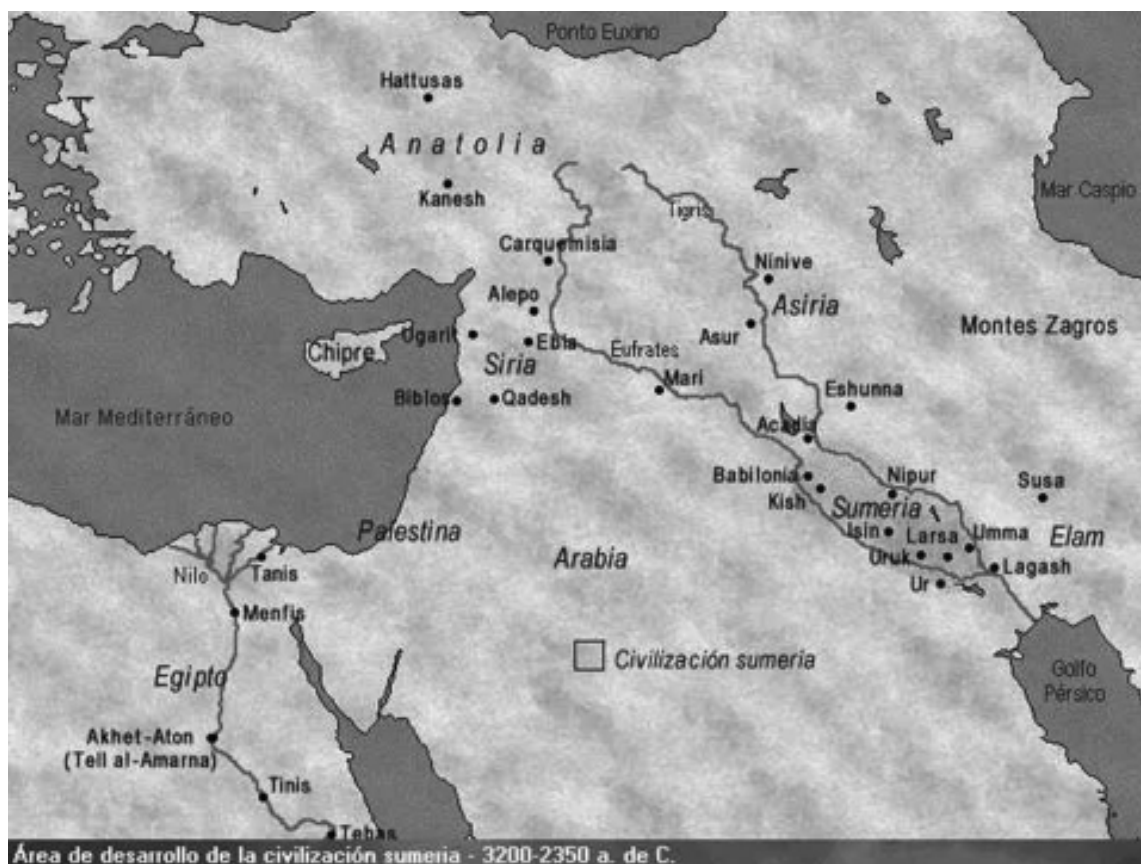 Ponto Euxino
Hattusas
Anatolia
Kanesh
Mar Caspio
Tigris
Carquemisia
Ninive
Alepo
Asiria
Ugarit
Ebla
Asur
Montes Zagros
Chipre
Siria
Éufrates
Mari
Eshunna
Biblos
Qadesh
Mar Mediterráneo
Acadia
Babilonia
Nipur
Susa
Kish
Sumeria
Palestina
Isin
Larsa
Umma
Elam
Arabia
Uruk
Lagash
Nilo
Tanis
Ur
Menfis
Civilización sumeria
Egipto
Golfo
Pérsico
Akhet-Aton
(Tell al-Amarna)
Tinis
Tebas
Área de desarrollo de la civilización sumeria - 3200-2350 a. de C.